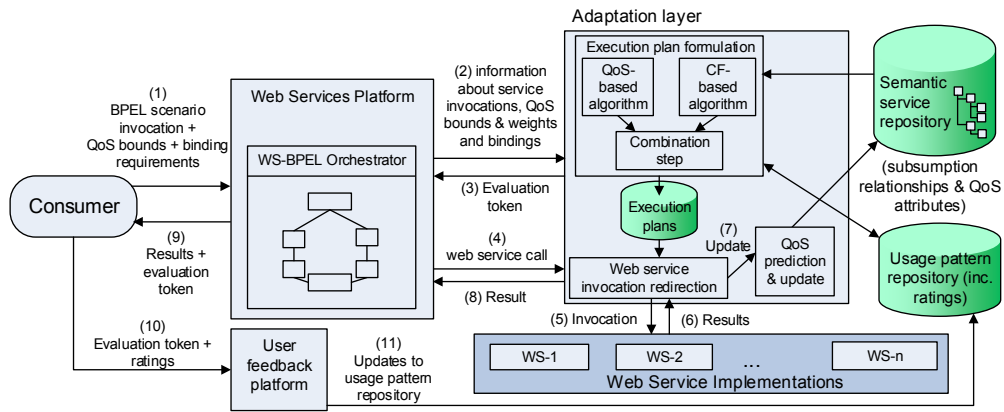 Adaptation layer
Execution plan formulation
QoS-
based
algorithm
CF-
based
algorithm
Combination
step
Semantic
service
repository
(subsumption
relationships & QoS
attributes)
(1)
BPEL scenario
invocation +
QoS bounds + binding
requirements
Web Services Platform
WS-BPEL Orchestrator
(2) information
about service
invocations, QoS
bounds & weights
and bindings
(3) Evaluation
token
Consumer
Execution
plans
(7)
Update
QoS
prediction
& update
Usage pattern
repository (inc.
ratings)
(9)
Results +
evaluation
token
(4)
web service call
Web service
invocation redirection
(8) Result
(5) Invocation
(6) Results
(10)
Evaluation token +
ratings
User
feedback
platform
(11)
Updates to
usage pattern
repository
WS-1
WS-2
...
WS-n
Web Service Implementations